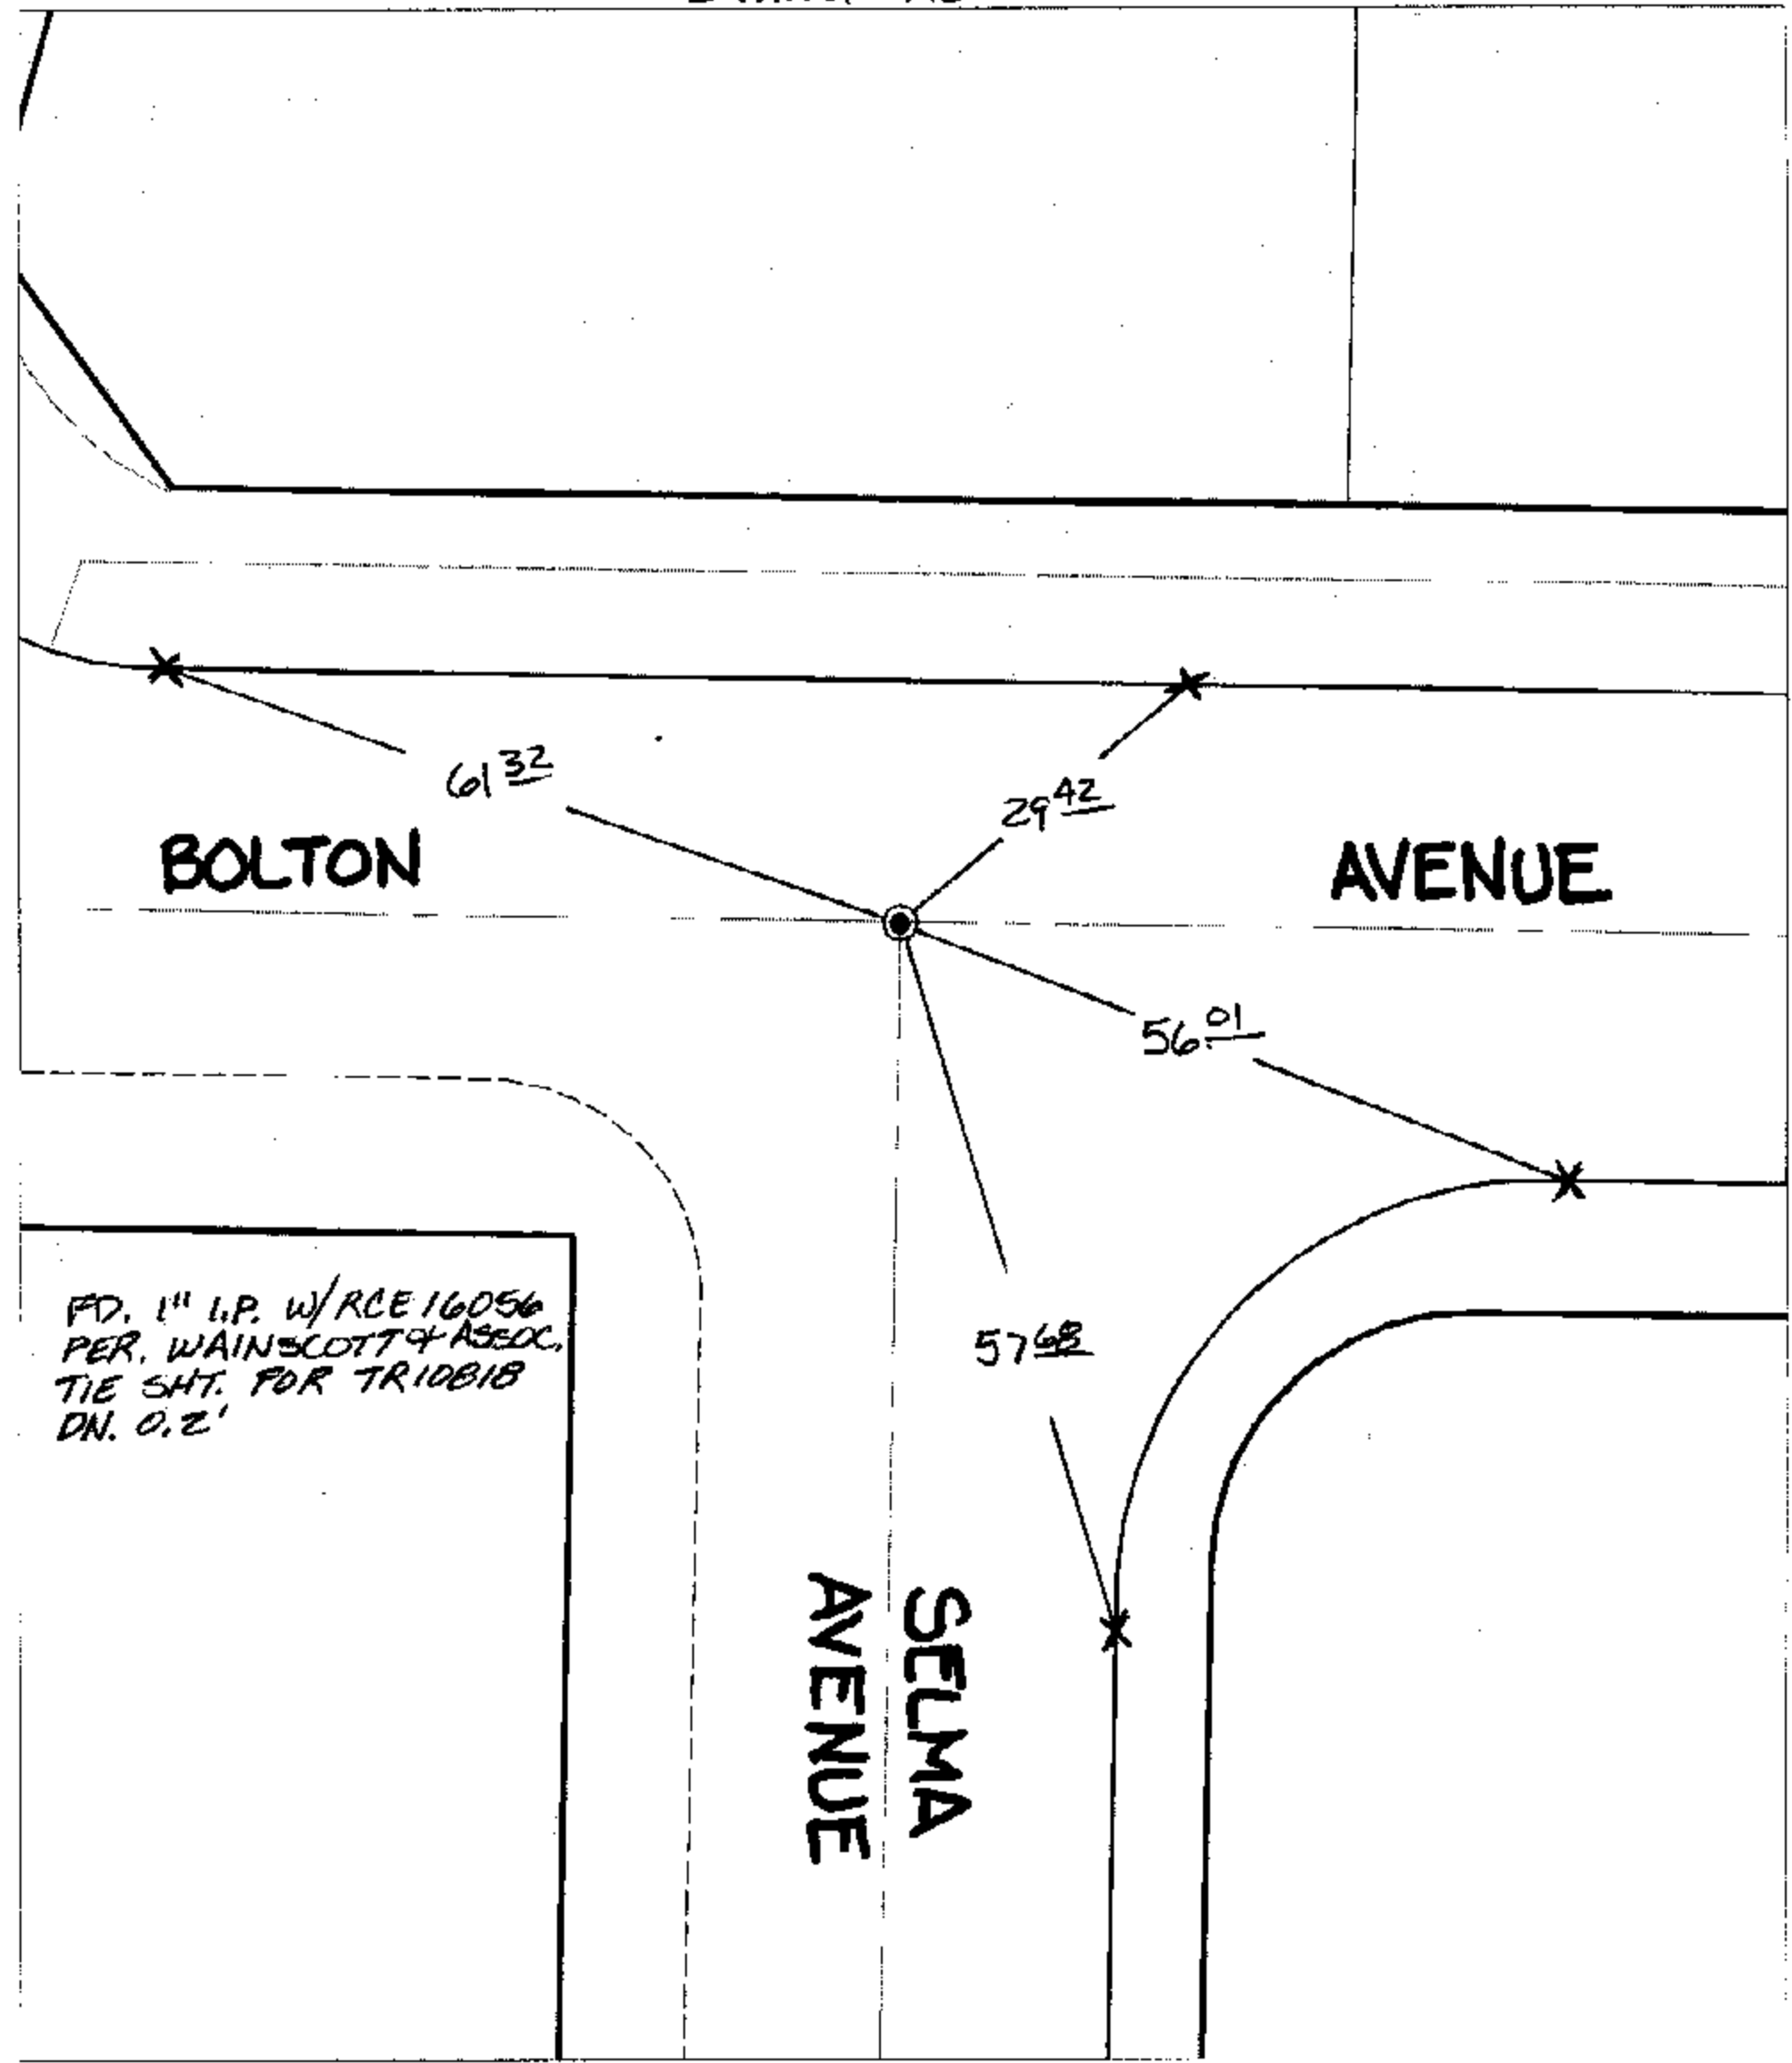 61 32
29 42
BOLTON
AVENUE
56.01
FD. 1" I.P. W/RCE 16056
PER. WAINSCOTT & ASSOC.
TIE SHT. FOR TR10818
DN. 0.2'
57 68
SELMA
AVENUE